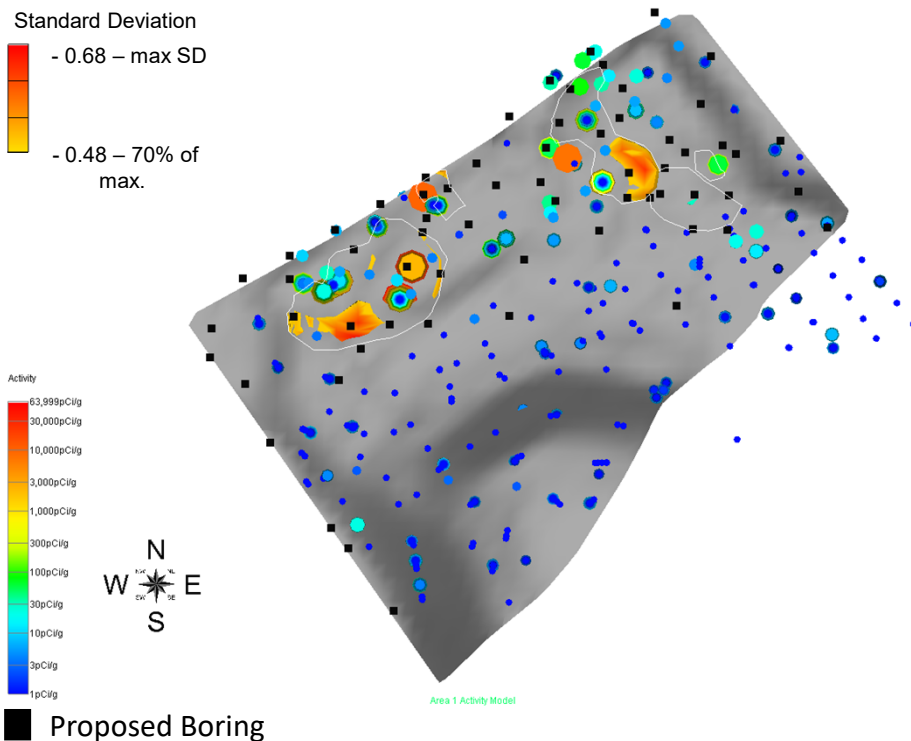 Standard Deviation
- 0.68 – max SD
- 0.48 – 70% of
max.
Activity
63,999pCi/g
30,000pCi/g
10,000pCi/g
3,000pCi/g
1,000pCi/g
300pCi/g
100pCi/g
30pCi/g
10pCi/g
3pCi/g
1pCi/g
N
W E
S
Area 1 Activity Model
Proposed Boring